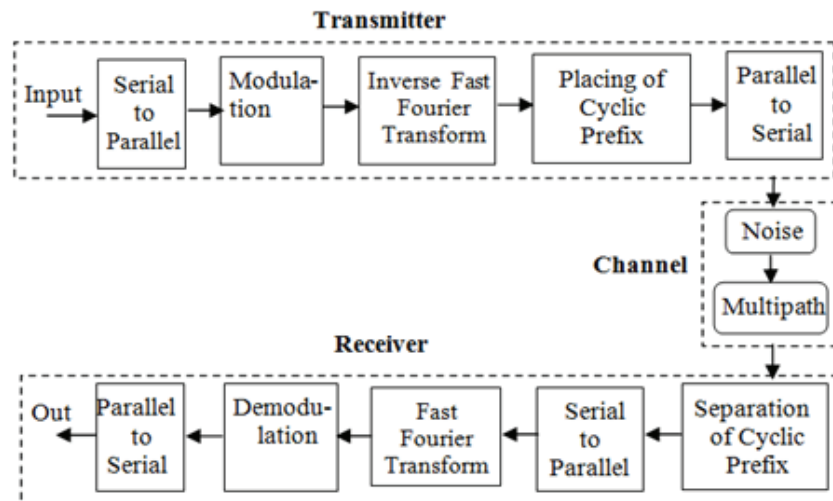 Transmitter
Input
Serial
to
Parallel
Modula-
tion
Inverse Fast
Fourier
Transform
Placing of
Cyclic
Prefix
Parallel
to
Serial
Noise
Channel
Multipath
Receiver
Out
Parallel
to
Serial
Demodu-
lation
Fast
Fourier
Transform
Serial
to
Parallel
Separation
of Cyclic
Prefix